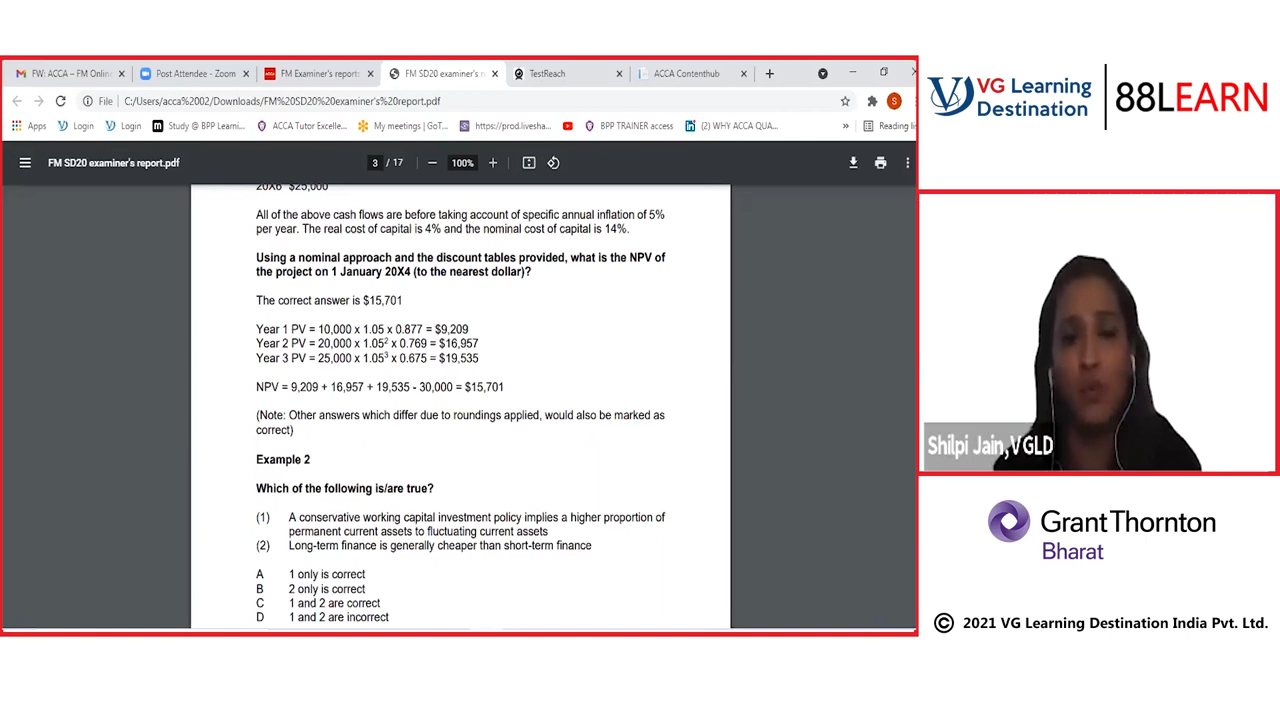 FW: ACCA – FM Onlin
Post Attendee - Zoom
FM Examiner's report:
FM SD20 examiner's r
TestReach
ACCA Contenthub
File
C:/Users/acca%2002/Downloads/FM%20SD20%20examiner's%20report.pdf
S
Apps
Login
Login
Study @ BPP Learni...
ACCA Tutor Excelle...
My meetings | GoT...
https://prod.livesha...
BPP TRAINER access
(2) WHY ACCA QUA...
»
Reading lis
FM SD20 examiner's report.pdf
3 / 17
100%
20X6 $25,000
All of the above cash flows are before taking account of specific annual inflation of 5%
per year. The real cost of capital is 4% and the nominal cost of capital is 14%.
Using a nominal approach and the discount tables provided, what is the NPV of
the project on 1 January 20X4 (to the nearest dollar)?
The correct answer is $15,701
Year 1 PV = 10,000 x 1.05 x 0.877 = $9,209
Year 2 PV = 20,000 x 1.05² x 0.769 = $16,957
Year 3 PV = 25,000 x 1.05³ x 0.675 = $19,535
NPV = 9,209 + 16,957 + 19,535 - 30,000 = $15,701
(Note: Other answers which differ due to roundings applied, would also be marked as
correct)
Example 2
Which of the following is/are true?
(1) A conservative working capital investment policy implies a higher proportion of
permanent current assets to fluctuating current assets
(2) Long-term finance is generally cheaper than short-term finance
A 1 only is correct
B 2 only is correct
C 1 and 2 are correct
D 1 and 2 are incorrect
VG Learning
Destination
88LEARN
Shilpi Jain, VGLD
Grant Thornton
Bharat
© 2021 VG Learning Destination India Pvt. Ltd.